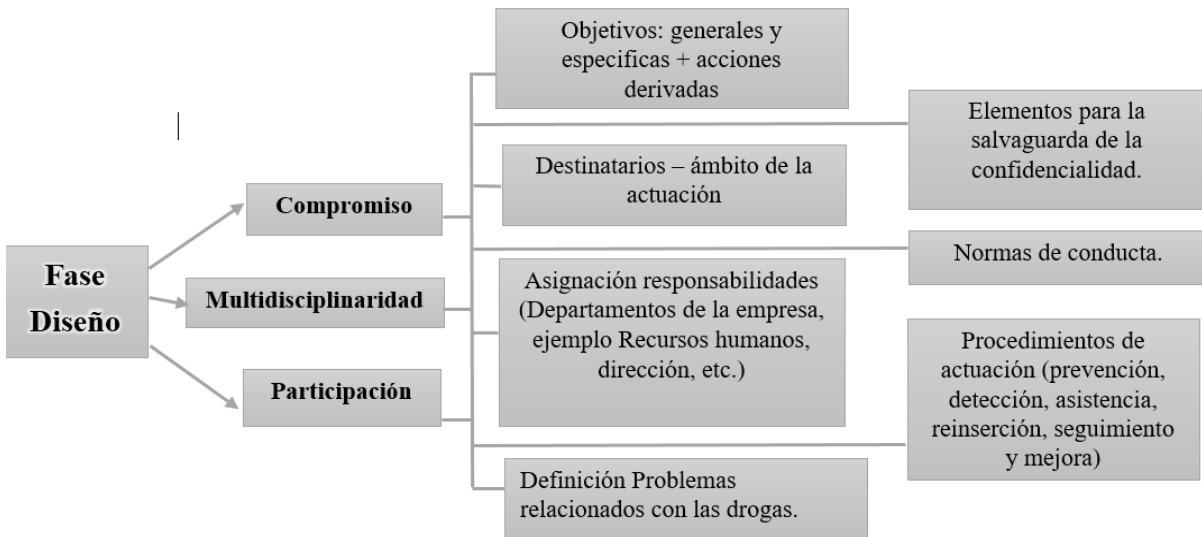 Fase
Diseño
Compromiso
Multidisciplinaridad
Participación
Objetivos: generales y
especificas + acciones
derivadas
Destinatarios – ámbito de la
actuación
Asignación responsabilidades
(Departamentos de la empresa,
ejemplo Recursos humanos,
dirección, etc.)
Definición Problemas
relacionados con las drogas.
Elementos para la
salvaguarda de la
confidencialidad.
Normas de conducta.
Procedimientos de
actuación (prevención,
detección, asistencia,
reinserción, seguimiento
y mejora)